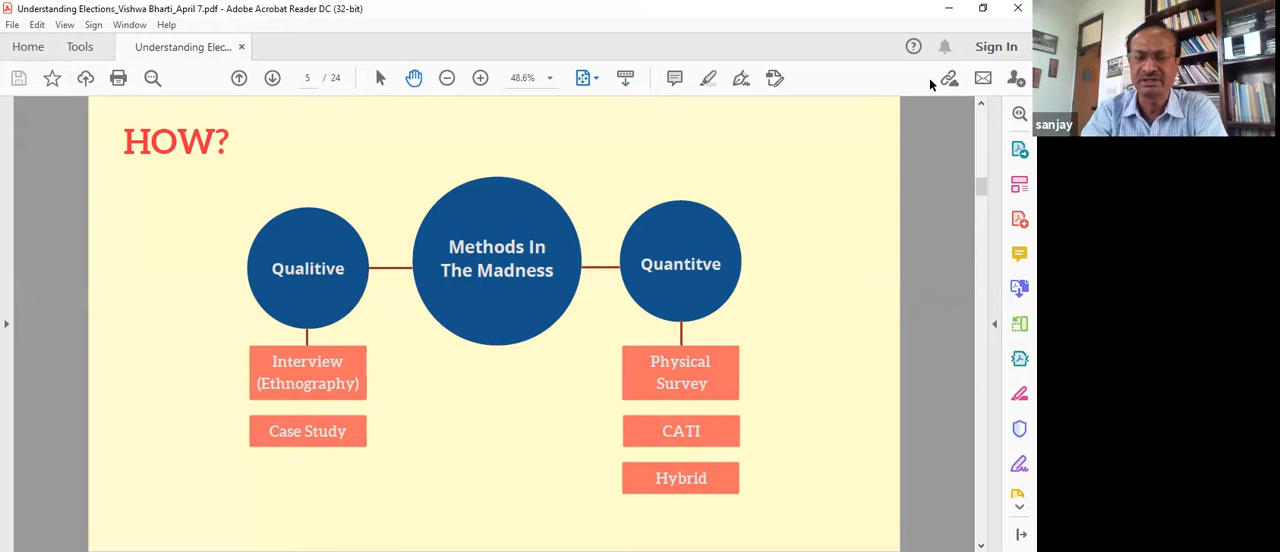 Understanding Elections_Vishwa Bharti_April 7.pdf - Adobe Acrobat Reader DC (32-bit)
File Edit View Sign Window Help
Home Tools Understanding Elec... Sign In
5 / 24 48.6%
sanjay
HOW?
Methods In
The Madness
Qualitive
Quantitve
Interview
(Ethnography)
Case Study
Physical
Survey
CATI
Hybrid